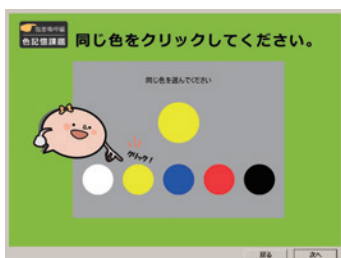 色記憶課題
同じ色をクリックしてください。
同じ色を選んでください
クリック!
戻る
次へ